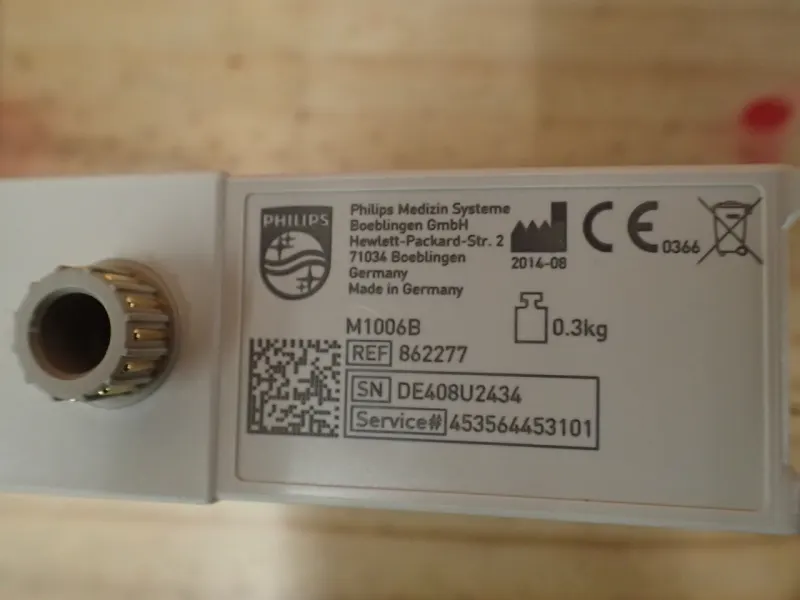 PHILIPS
Philips Medizin Systeme
Boeblingen GmbH
Hewlett-Packard-Str. 2
71034 Boeblingen
Germany
Made in Germany
2014-08
CE 0366
M1006B
0.3kg
REF 862277
SN DE408U2434
Service# 453564453101